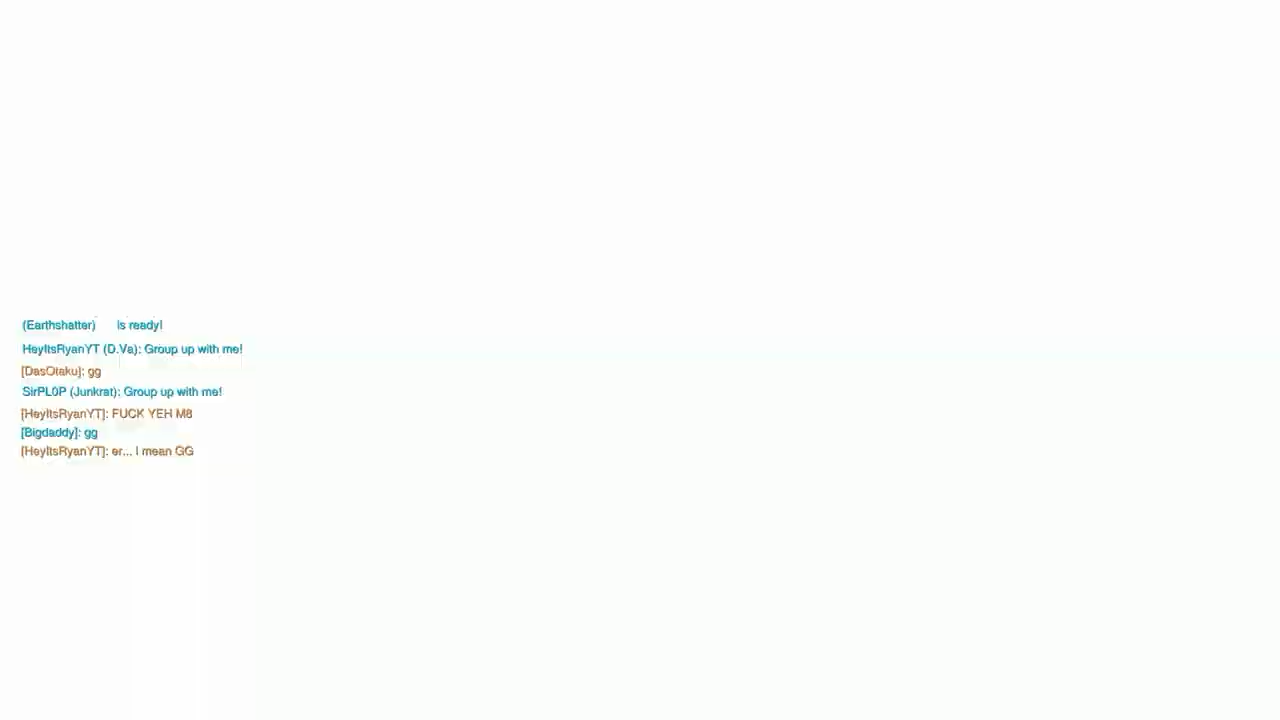 (Earthshatter) is ready!
HeyItsRyanYT (D.Va): Group up with me!
[DasOtaku]: gg
SirPL0P (Junkrat): Group up with me!
[HeyItsRyanYT]: FUCK YEH M8
[Bigdaddy]: gg
[HeyItsRyanYT]: er... I mean GG